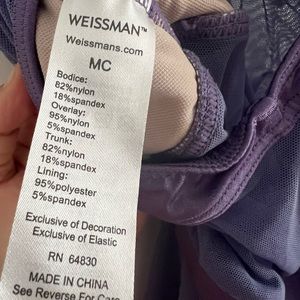 WEISSMAN™
Weissmans.com
MC
Bodice:
82%nylon
18%spandex
Overlay:
95%nylon
5%spandex
Trunk:
82%nylon
18%spandex
Lining:
95%polyester
5%spandex
Exclusive of Decoration
Exclusive of Elastic
RN 64830
MADE IN CHINA
See Reverse For Care